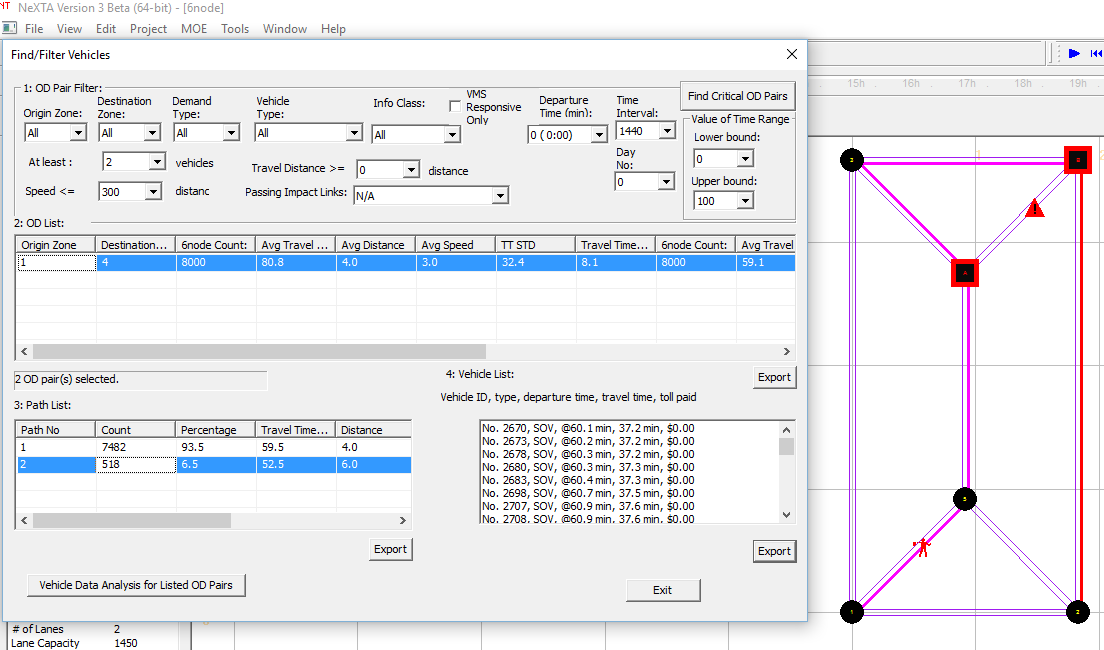 NeXTA Version 3 Beta (64-bit) - [6node]
File View Edit Project MOE Tools Window Help
Find/Filter Vehicles
15h 16h 17h 18h 19h
1: OD Pair Filter:
Origin Zone: Destination Zone: Demand Type: Vehicle Type: Info Class: VMS Responsive Only Departure Time (min): Time Interval: Find Critical OD Pairs
All All All All All 0 ( 0:00) 1440
Value of Time Range
Lower bound:
0
Upper bound:
100
At least : 2 vehicles Travel Distance >= 0 distance Day No: 0
Speed <= 300 distanc Passing Impact Links: N/A
2: OD List:
Origin Zone Destination... 6node Count: Avg Travel ... Avg Distance Avg Speed TT STD Travel Time... 6node Count: Avg Travel
1 4 8000 80.8 4.0 3.0 32.4 8.1 8000 59.1
2 OD pair(s) selected.
4: Vehicle List:
Export
Vehicle ID, type, departure time, travel time, toll paid
3: Path List:
Path No Count Percentage Travel Time... Distance
1 7482 93.5 59.5 4.0
2 518 6.5 52.5 6.0
No. 2670, SOV, @60.1 min, 37.2 min, $0.00
No. 2673, SOV, @60.2 min, 37.2 min, $0.00
No. 2678, SOV, @60.3 min, 37.2 min, $0.00
No. 2680, SOV, @60.3 min, 37.3 min, $0.00
No. 2683, SOV, @60.4 min, 37.3 min, $0.00
No. 2698, SOV, @60.7 min, 37.5 min, $0.00
No. 2707, SOV, @60.9 min, 37.6 min, $0.00
No. 2708, SOV, @60.9 min, 37.6 min, $0.00
Export
Export
Vehicle Data Analysis for Listed OD Pairs
Exit
# of Lanes 2
Lane Capacity 1450